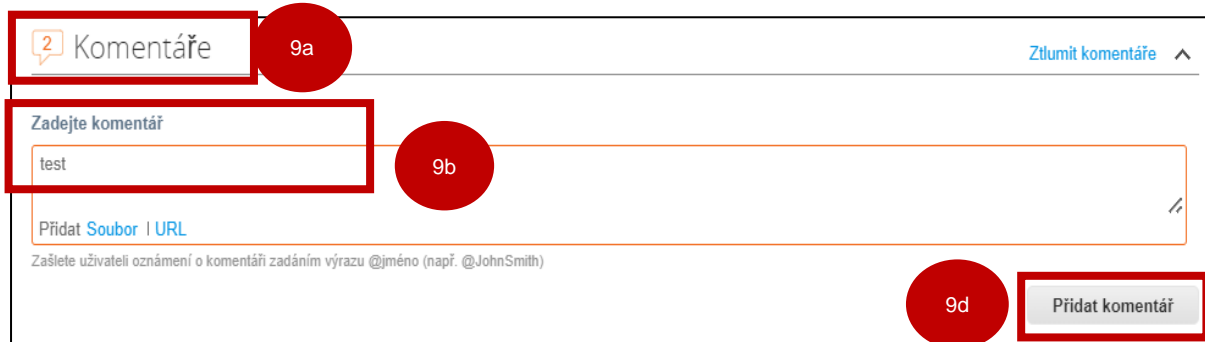 2 Komentáře 9a Ztlumit komentáře
Zadejte komentář
test 9b
Přidat Soubor | URL
Zašlete uživateli oznámení o komentáři zadáním výrazu @jméno (např. @JohnSmith)
9d Přidat komentář